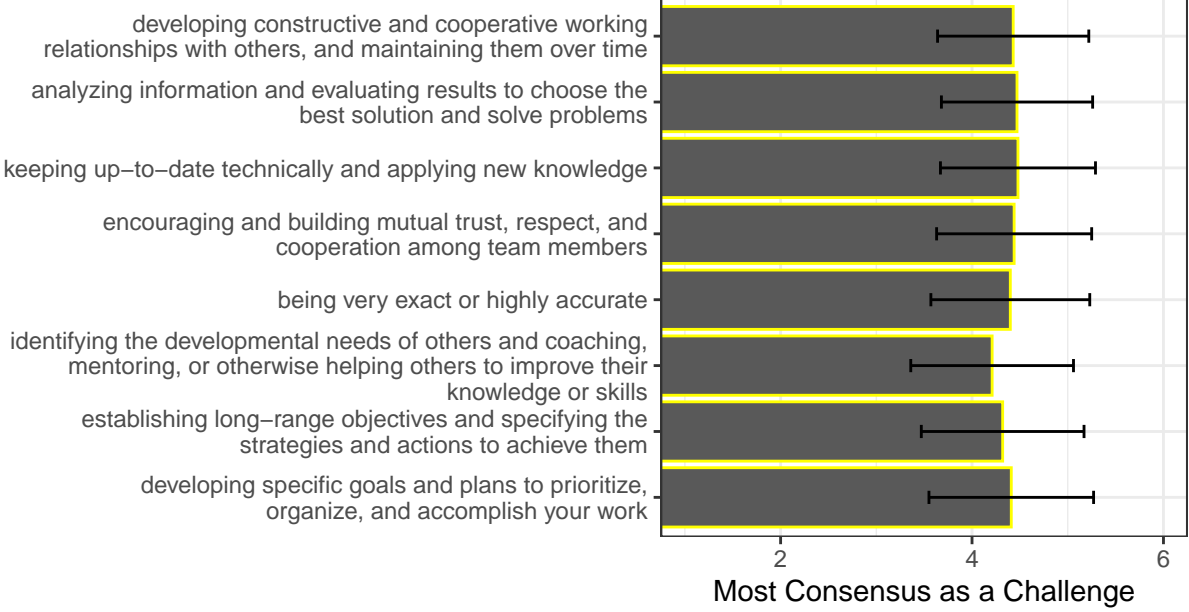 developing constructive and cooperative working
relationships with others, and maintaining them over time
analyzing information and evaluating results to choose the
best solution and solve problems
keeping up−to−date technically and applying new knowledge
encouraging and building mutual trust, respect, and
cooperation among team members
being very exact or highly accurate
identifying the developmental needs of others and coaching,
mentoring, or otherwise helping others to improve their
knowledge or skills
establishing long−range objectives and specifying the
strategies and actions to achieve them
developing specific goals and plans to prioritize,
organize, and accomplish your work
2 4 6
Most Consensus as a Challenge